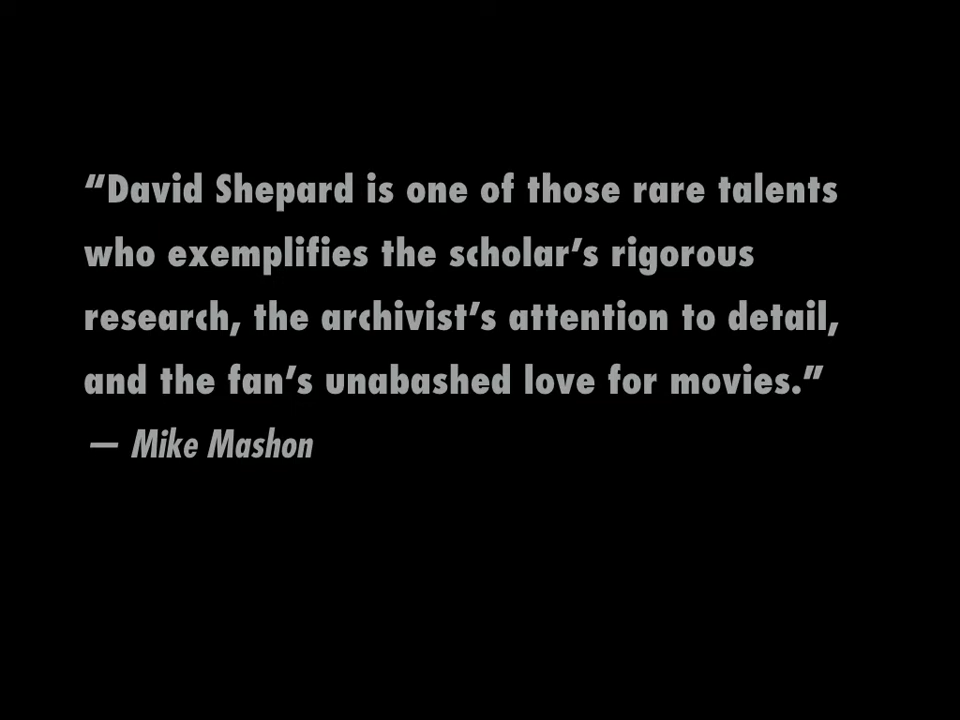 “David Shepard is one of those rare talents
who exemplifies the scholar’s rigorous
research, the archivist’s attention to detail,
and the fan’s unabashed love for movies.”
— Mike Mashon